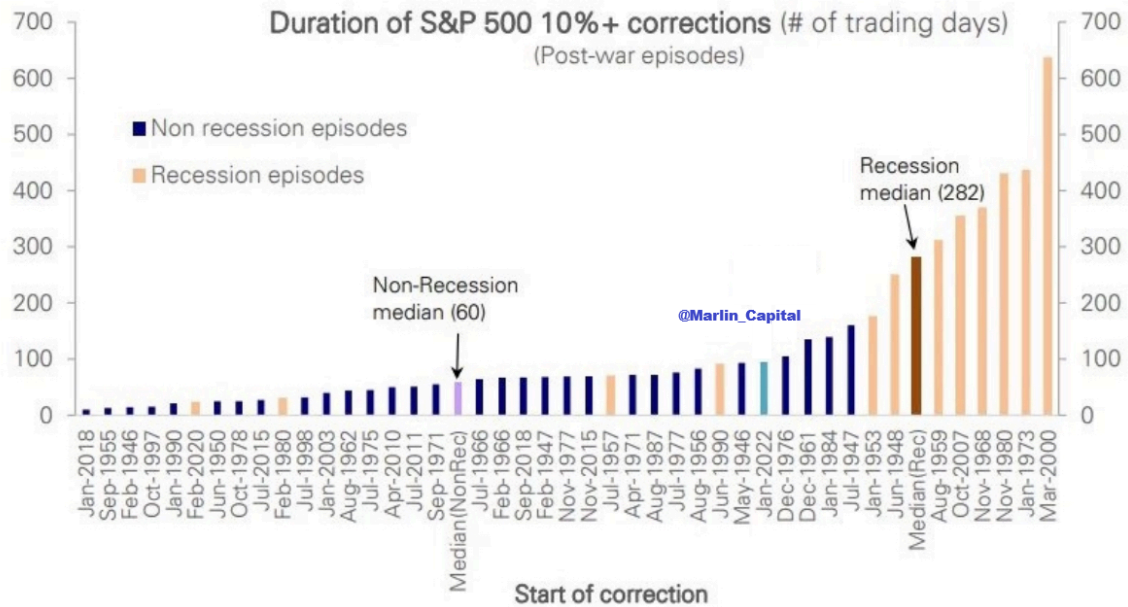 Duration of S&P 500 10%+ corrections (# of trading days)
(Post-war episodes)
700
600
500
400
300
200
100
0
700
600
500
400
300
200
100
0
Non recession episodes
Recession episodes
Non-Recession
median (60)
Recession
median (282)
@Marlin_Capital
Jan-2018
Sep-1955
Feb-1946
Oct-1997
Jan-1990
Feb-2020
Jun-1950
Oct-1978
Jul-2015
Feb-1980
Jul-1998
Jan-2003
Aug-1962
Jul-1975
Apr-2010
Jul-2011
Sep-1971
Median(NonRec)
Jul-1966
Feb-1966
Sep-2018
Feb-1947
Nov-1977
Nov-2015
Jul-1957
Apr-1971
Aug-1987
Jul-1977
Aug-1956
Jun-1990
May-1946
Jan-2022
Dec-1976
Dec-1961
Jan-1984
Jul-1947
Jan-1953
Jun-1948
Median(Rec)
Aug-1959
Oct-2007
Nov-1968
Nov-1980
Jan-1973
Mar-2000
Start of correction